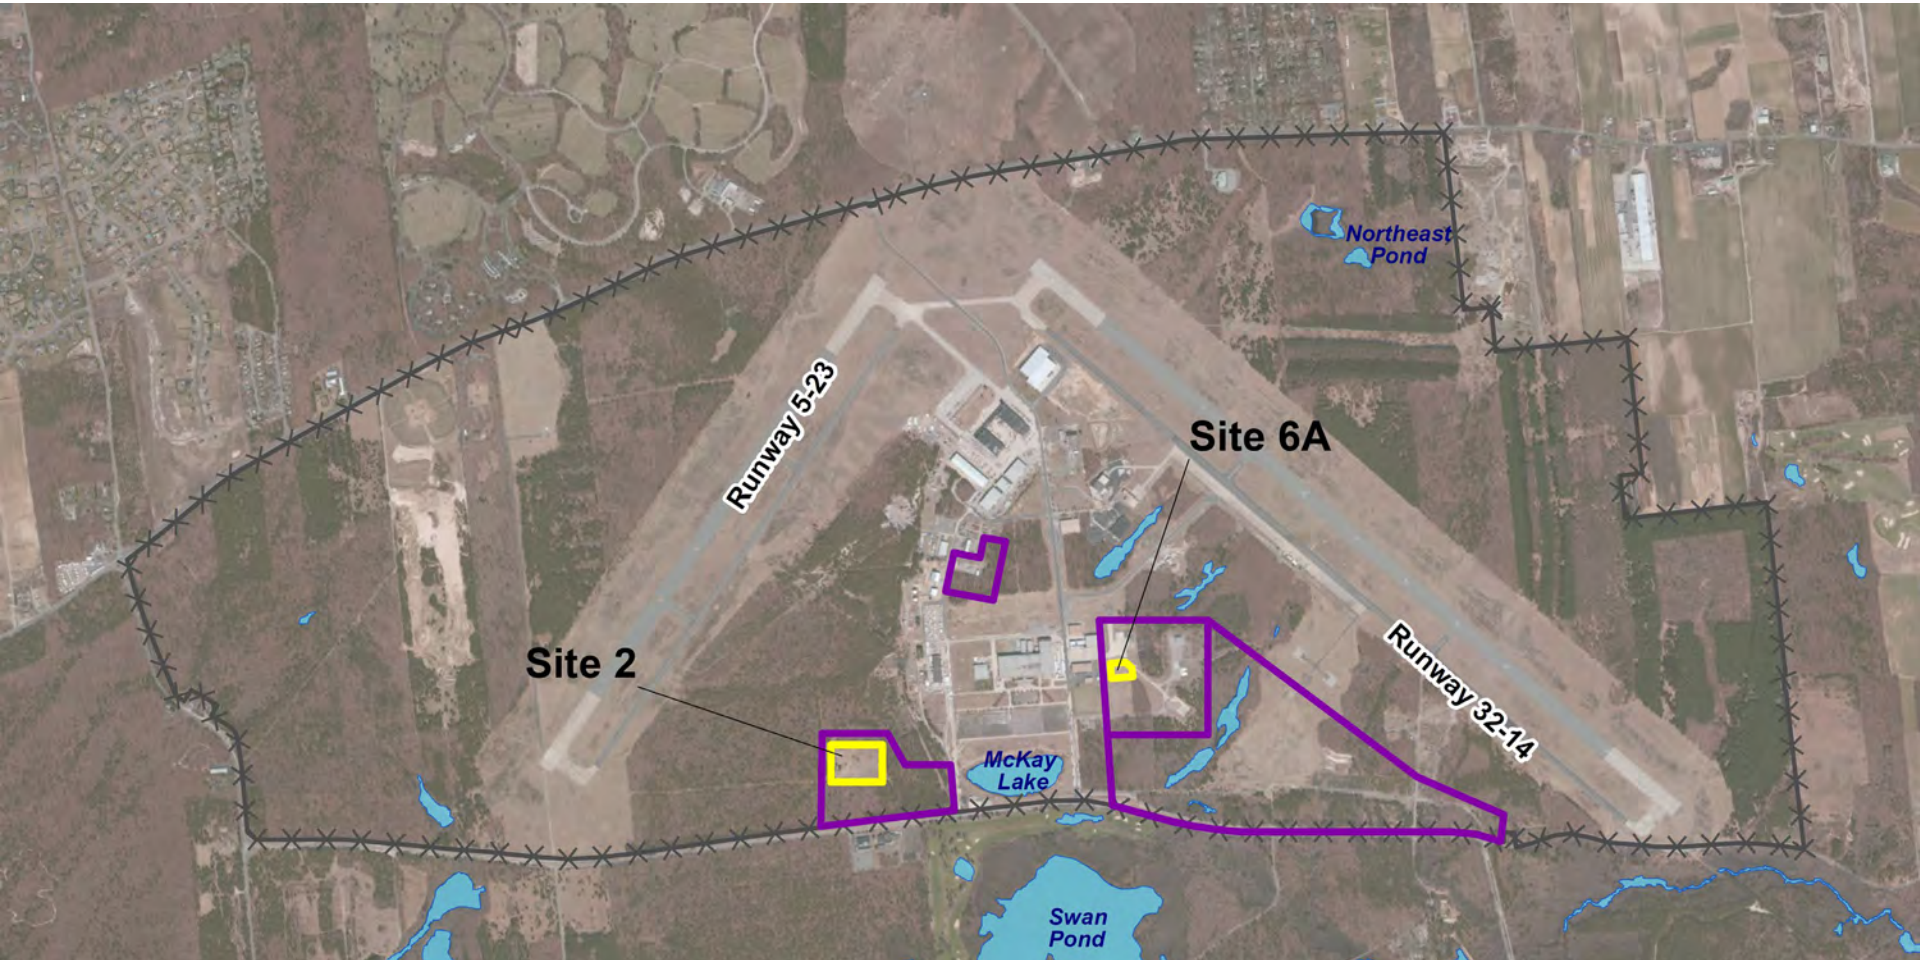 Northeast
Pond
Runway 5-23
Site 6A
Site 2
Runway 32-14
McKay
Lake
Swan
Pond